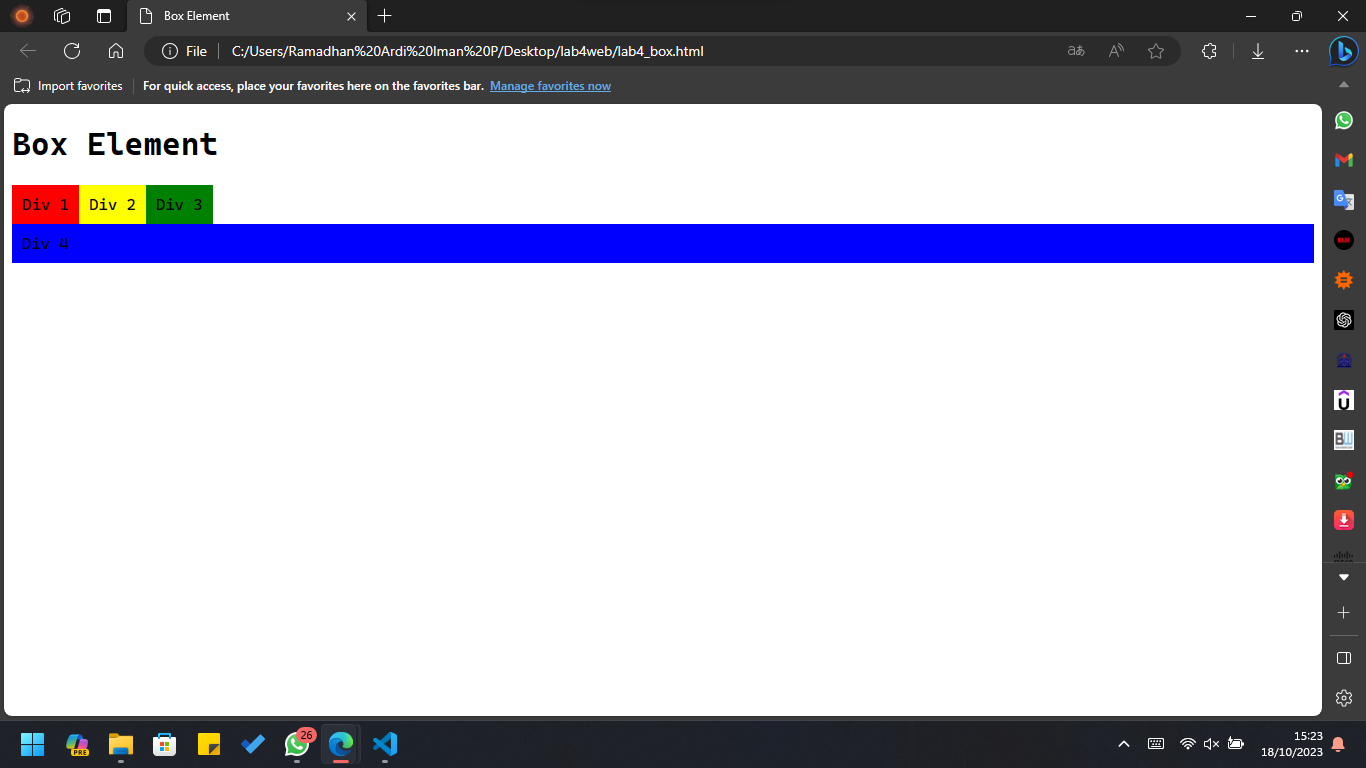 Box Element
File
C:/Users/Ramadhan%20Ardi%20Iman%20P/Desktop/lab4web/lab4_box.html
Import favorites
For quick access, place your favorites here on the favorites bar. Manage favorites now
Box Element
Div 1 Div 2 Div 3
Div 4
PRE
26
15:23
18/10/2023